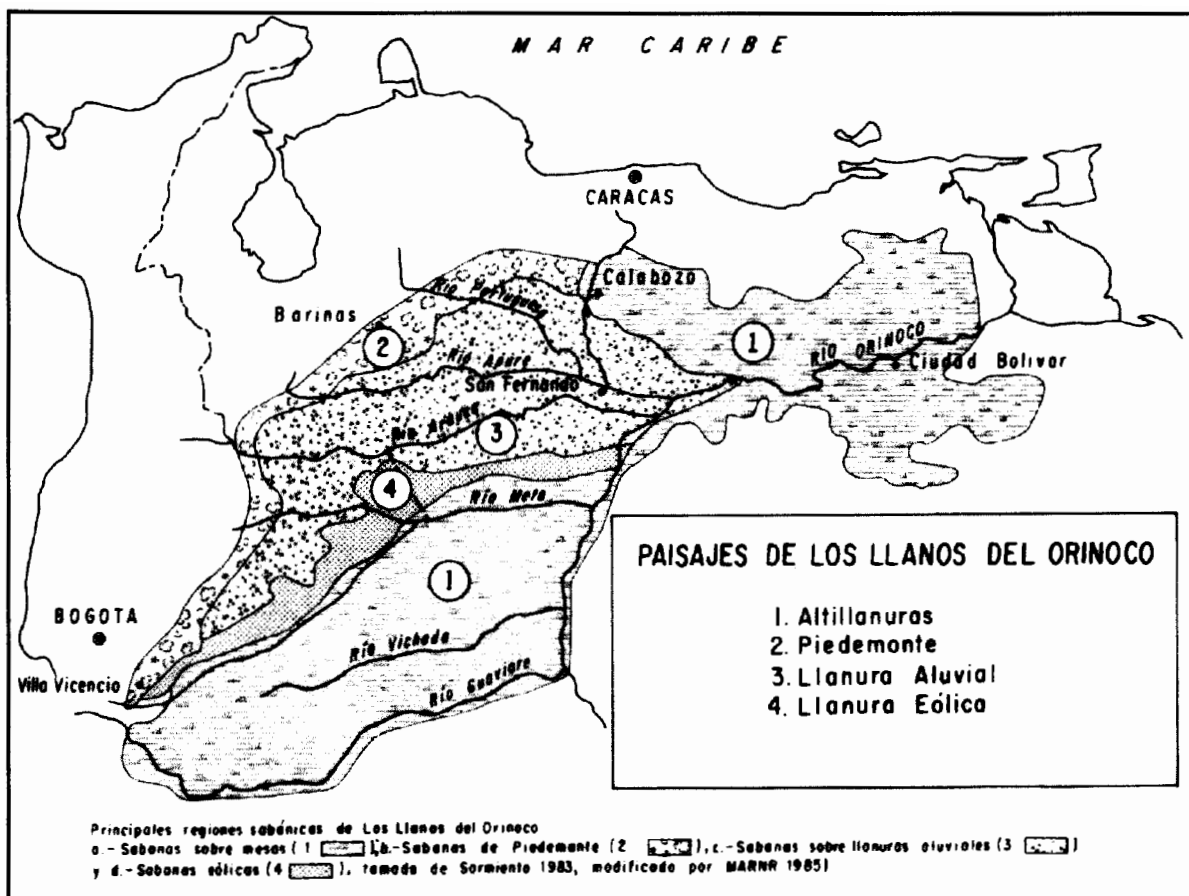 MAR CARIBE
CARACAS
Calabozo
Río Portuguesa
Barinas
2
1
RÍO ORINOCO
Ciudad Bolivar
Río Apure
San Fernando
Río Arauca
3
4
Río Meta
1
BOGOTA
Río Vichada
Villa Vicencio
Río Guaviare
PAISAJES DE LOS LLANOS DEL ORINOCO
1. Altillanuras
2. Piedemonte
3. Llanura Aluvial
4. Llanura Eólica
Principales regiones sabánicas de Los Llanos del Orinoco
a.- Sabanas sobre mesas ( 1 ), b.- Sabanas de Piedemonte (2 ), c.- Sabanas sobre llanuras aluviales (3 )
y d.- Sabanas eólicas (4 ), tomada de Sarmiento 1983, modificado por MARNR 1985)